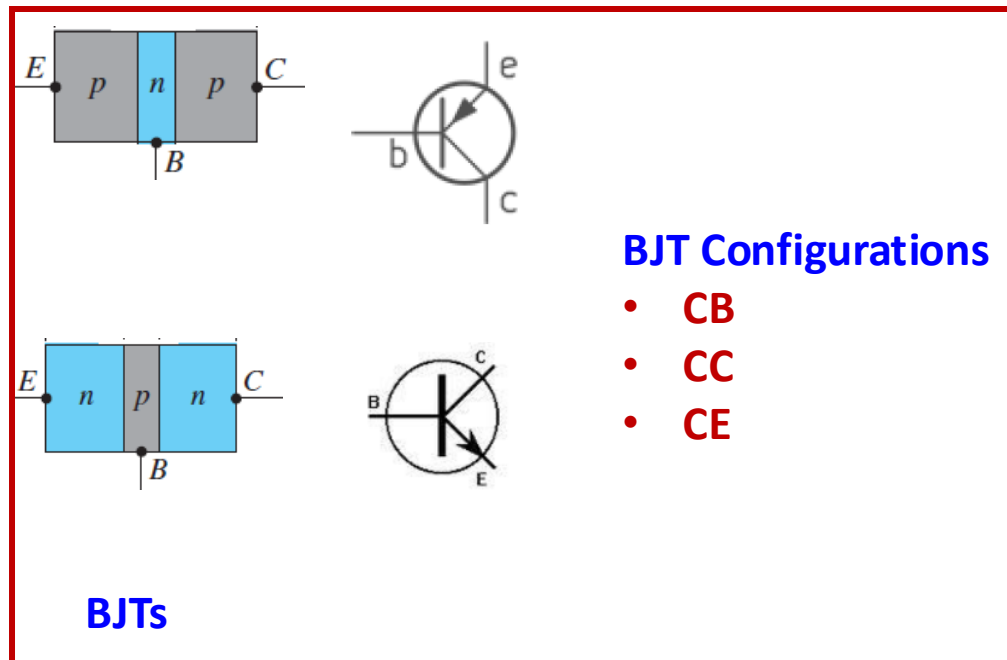 E p n p C
B
e
b
c
BJT Configurations
• CB
• CC
• CE
E n p n C
B
C
B
E
BJTs